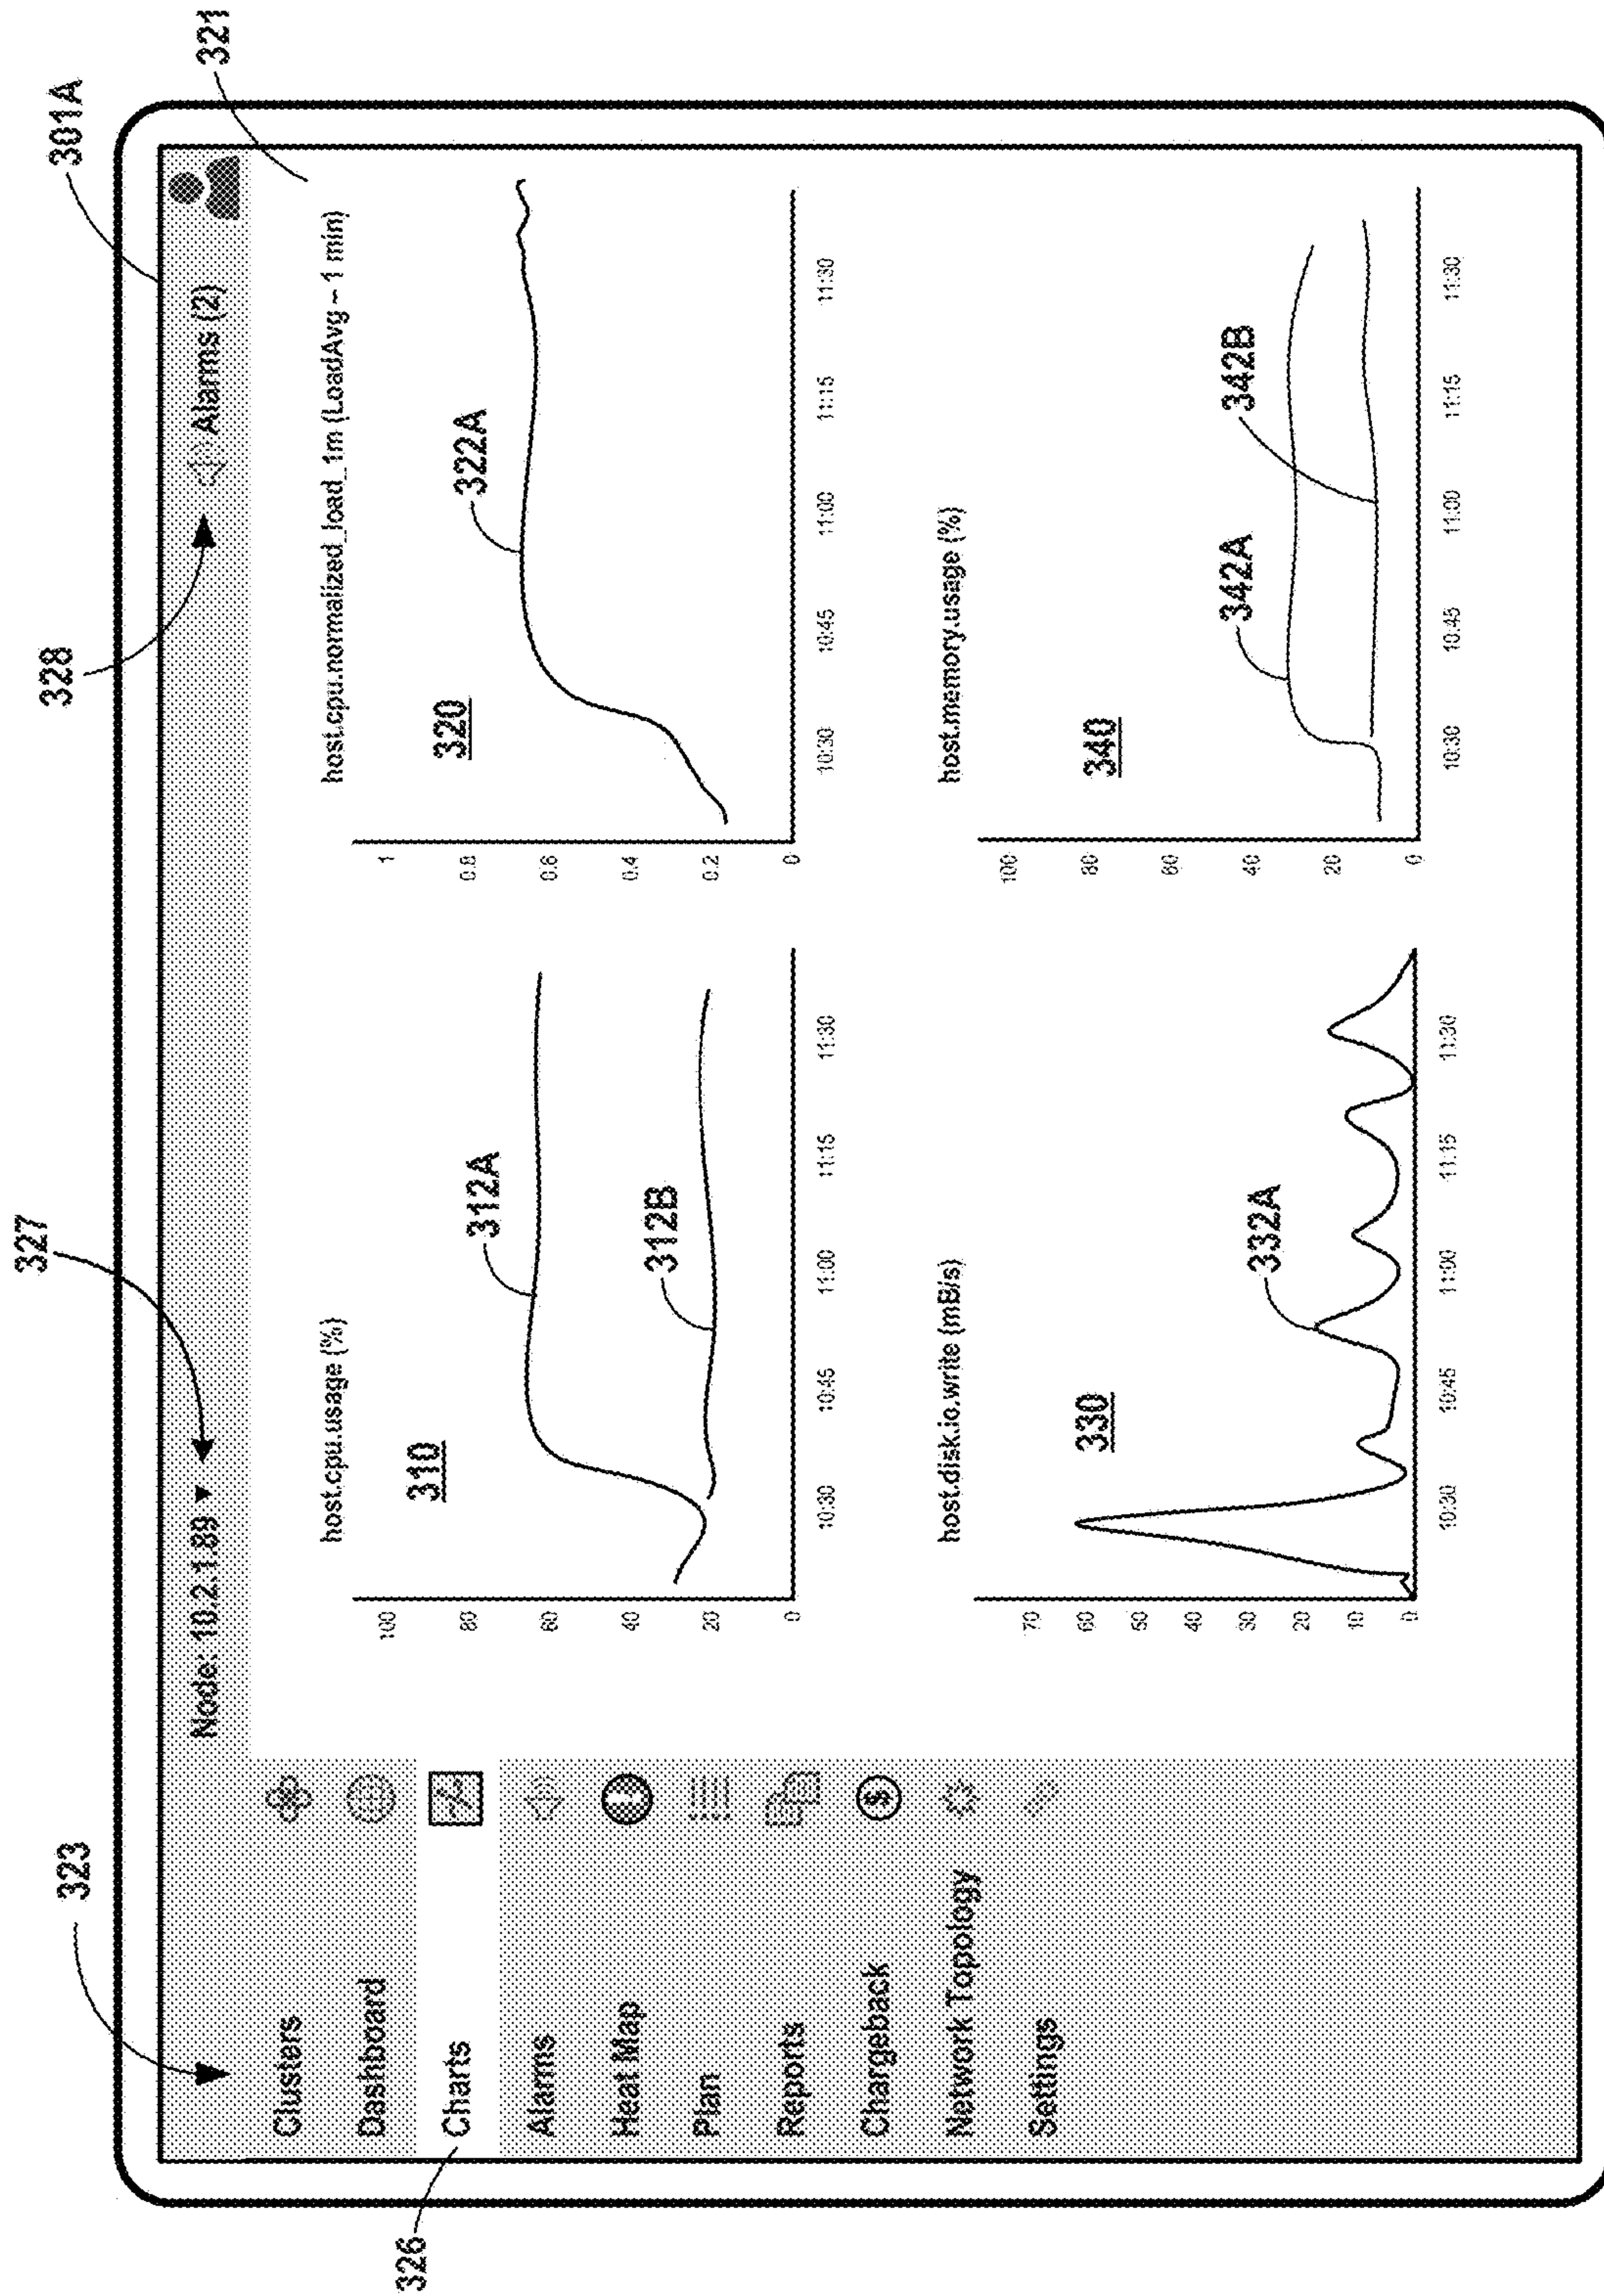 301A
321
323
327
328
326
Node: 10.2.1.89 ▼
Alarms (2)
Clusters
Dashboard
Charts
Alarms
Heat Map
Plan
Reports
Chargeback
Network Topology
Settings
host.cpu.usage (%)
310
312A
312B
100
80
60
40
20
0
10:30 10:45 11:00 11:15 11:30
host.cpu.normalized_load_1m (LoadAvg ~ 1 min)
320
322A
1
0.8
0.6
0.4
0.2
0
10:30 10:45 11:00 11:15 11:30
host.disk.io.write (mB/s)
330
332A
70
60
50
40
30
20
10
0
10:30 10:45 11:00 11:15 11:30
host.memory.usage (%)
340
342A
342B
100
80
60
40
20
0
10:30 10:45 11:00 11:15 11:30